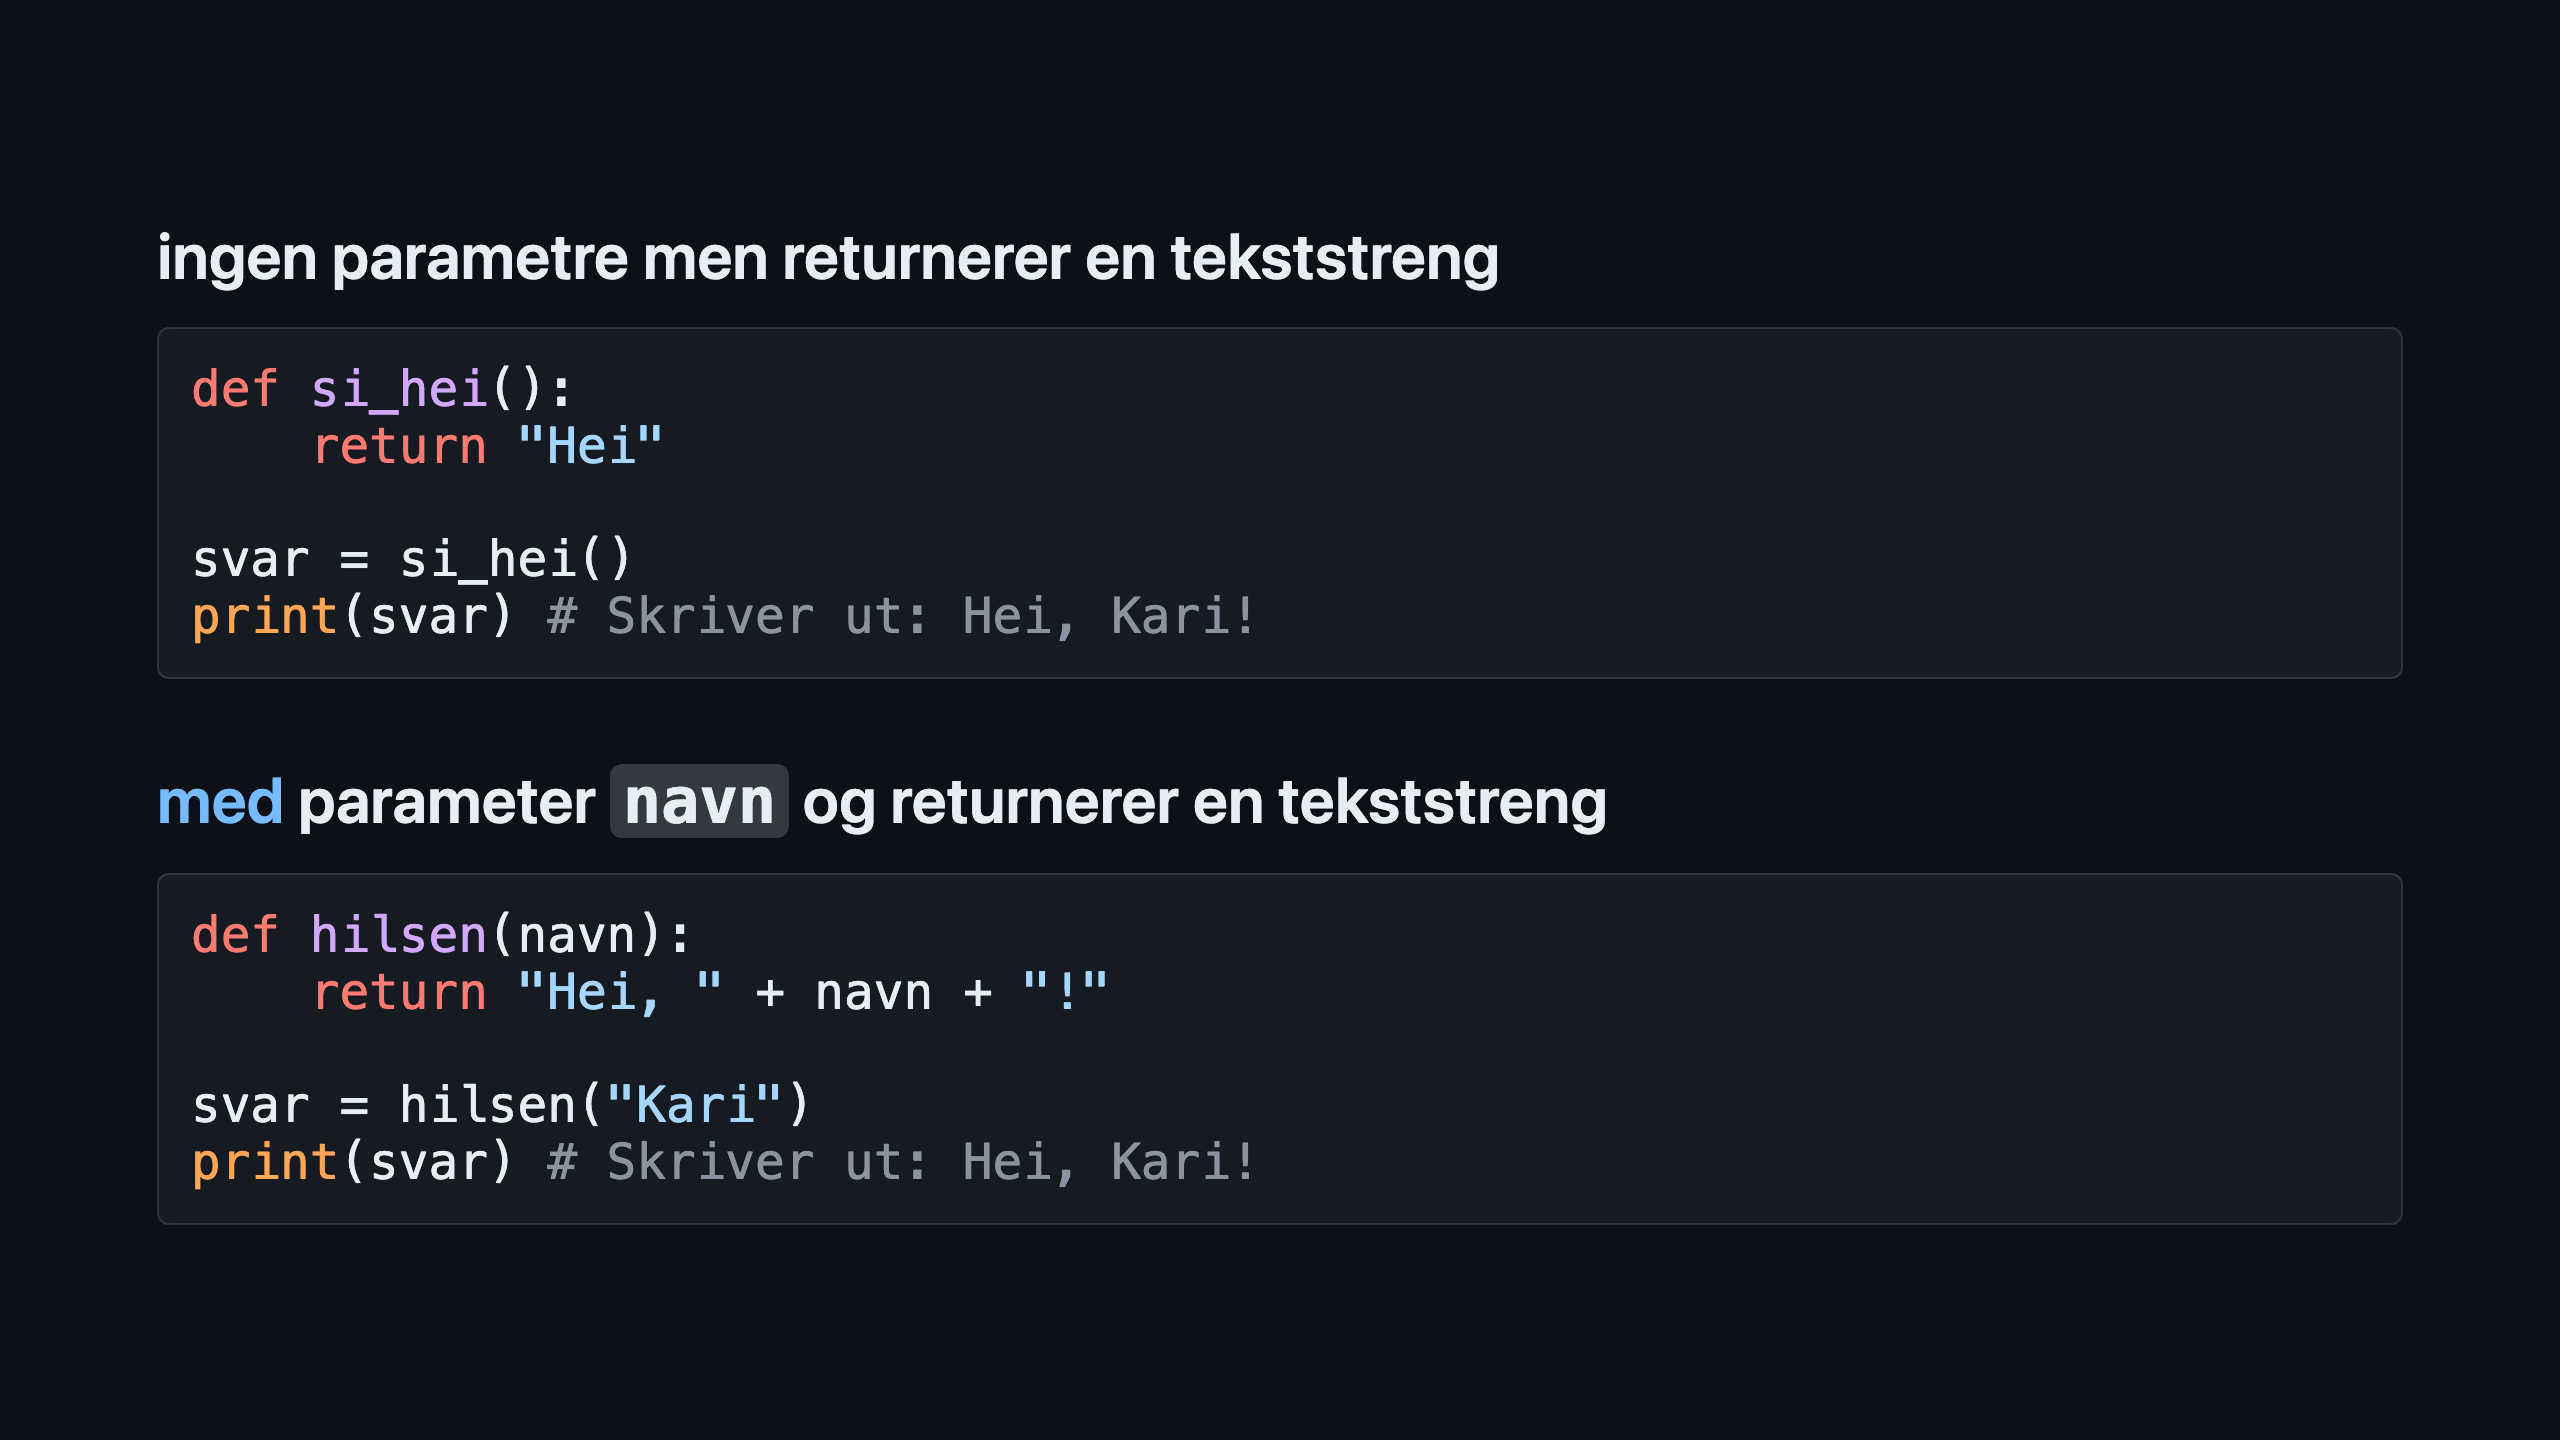 ingen parametre men returnerer en tekststreng
def si_hei():
    return "Hei"
svar = si_hei()
print(svar) # Skriver ut: Hei, Kari!
med parameter navn og returnerer en tekststreng
def hilsen(navn):
    return "Hei, " + navn + "!"
svar = hilsen("Kari")
print(svar) # Skriver ut: Hei, Kari!